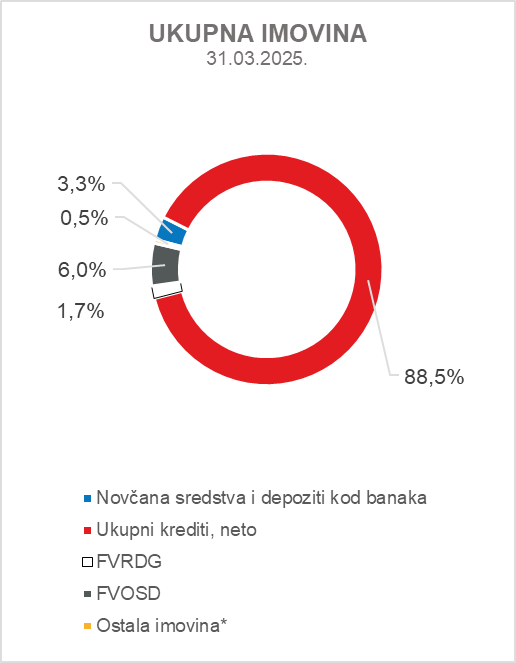 UKUPNA IMOVINA
31.03.2025.
3,3%
0,5%
6,0%
1,7%
88,5%
Novčana sredstva i depoziti kod banaka
Ukupni krediti, neto
FVRDG
FVOSD
Ostala imovina*